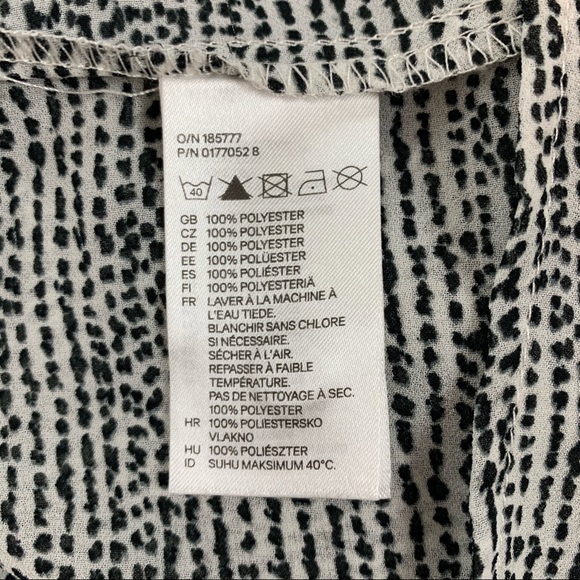 O/N 185777
P/N 0177052 8
40
GB 100% POLYESTER
CZ 100% POLYESTER
DE 100% POLYESTER
EE 100% POLÜESTER
ES 100% POLIÉSTER
FI 100% POLYESTERIÄ
FR LAVER À LA MACHINE À
L'EAU TIEDE.
BLANCHIR SANS CHLORE
SI NÉCESSAIRE.
SÉCHER À L'AIR.
REPASSER À FAIBLE
TEMPÉRATURE.
PAS DE NETTOYAGE À SEC.
100% POLYESTER
HR 100% POLIESTERSKO
VLAKNO
HU 100% POLIÉSZTER
ID SUHU MAKSIMUM 40°C.